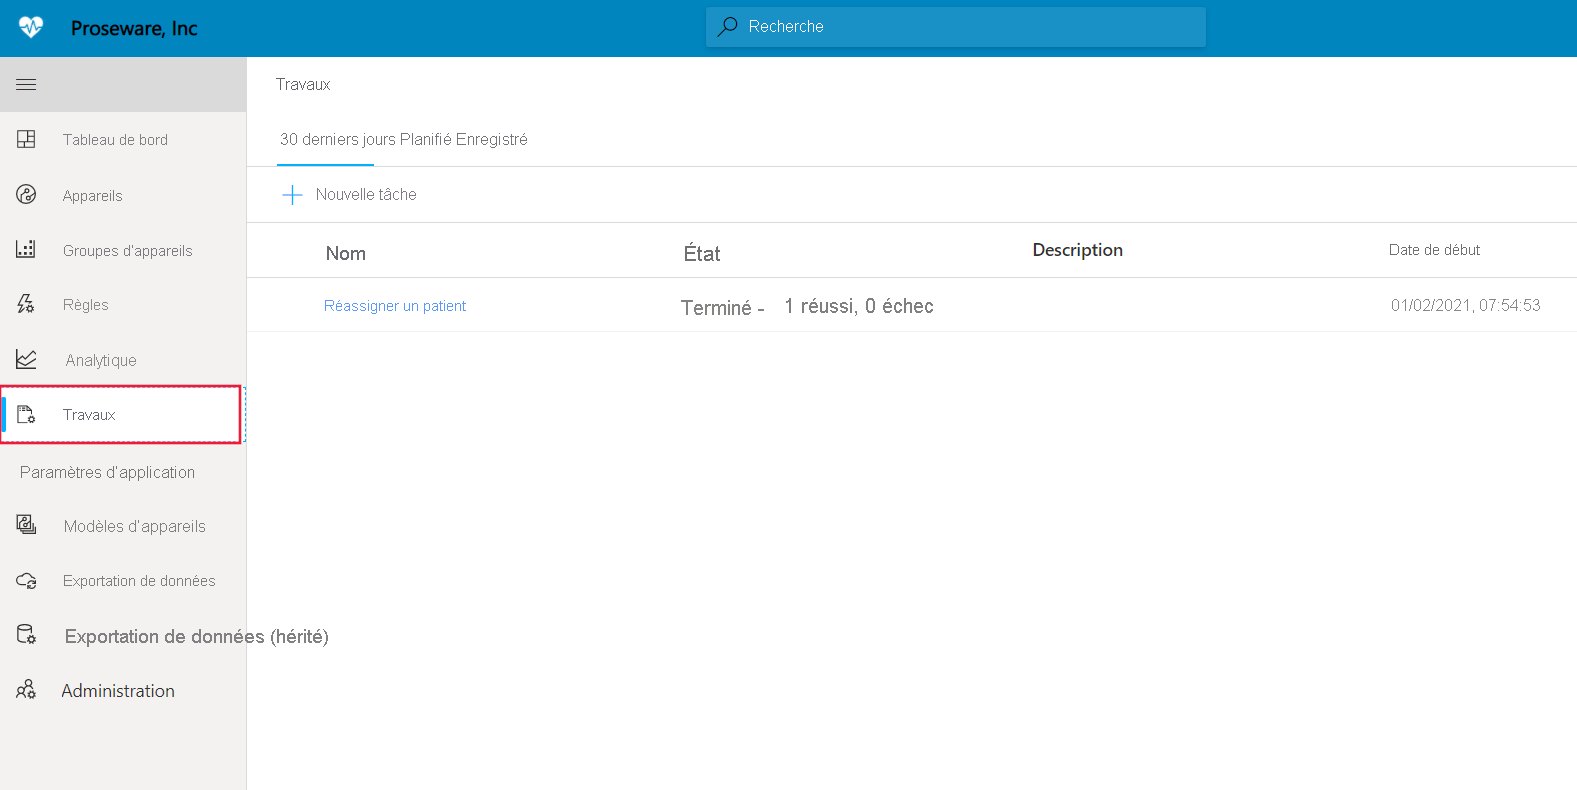 Proseware, Inc
Recherche
Travaux
Tableau de bord
30 derniers jours Planifié Enregistré
Appareils
Nouvelle tâche
Groupes d'appareils
Nom État Description Date de début
Règles
Réassigner un patient Terminé - 1 réussi, 0 échec 01/02/2021, 07:54:53
Analytique
Travaux
Paramètres d'application
Modèles d'appareils
Exportation de données
Exportation de données (hérité)
Administration